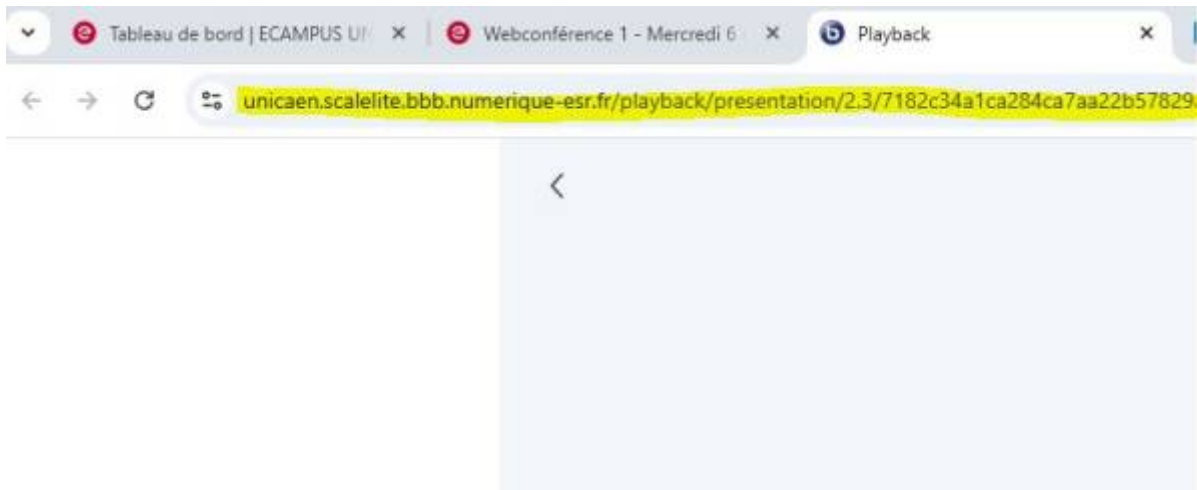 Tableau de bord | ECAMPUS UN
Webconférence 1 - Mercredi 6
Playback
unicaen.scalelite.bbb.numerique-esr.fr/playback/presentation/2.3/7182c34a1ca284ca7aa22b57829